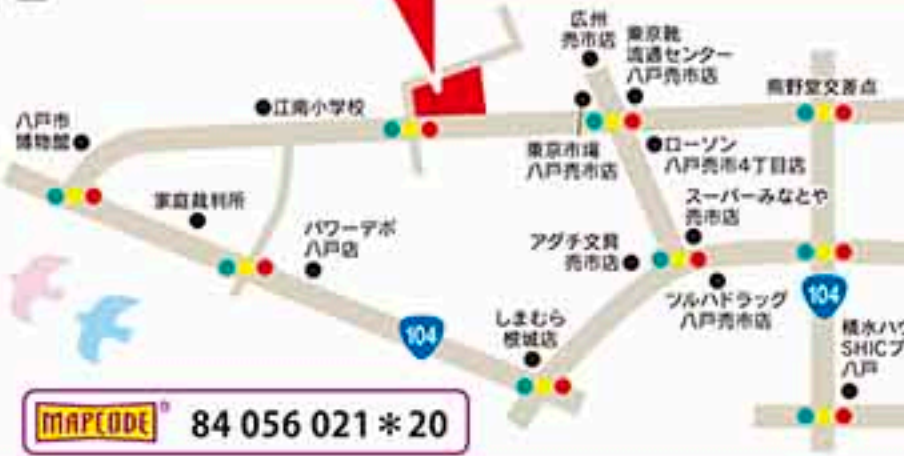 広州
売市店
東京靴
流通センター
八戸売市店
熊野堂交差点
八戸市
博物館
江南小学校
東京市場
八戸売市店
ローソン
八戸売市4丁目店
家庭裁判所
パワーデポ
八戸店
スーパーみなとや
売市店
アダチ文具
売市店
ツルハドラッグ
八戸売市店
104
104
しまむら
根城店
積水ハウ
SHICプ
八戸
MAPCODE®
84 056 021＊20